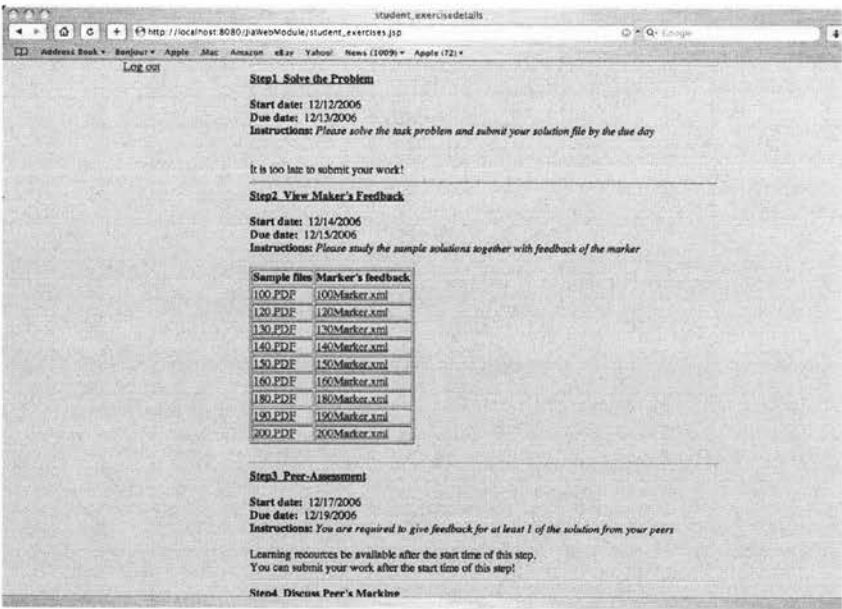 student_exercisedetails
http://localhost:8080/JiaWebModule/student_exercises.jsp
Q- Google
Address Book Bonjour Apple .Mac Amazon eBay Yahoo! News (1009) Apple (72)
Log out
Step1 Solve the Problem
Start date: 12/12/2006
Due date: 12/13/2006
Instructions: Please solve the task problem and submit your solution file by the due day
It is too late to submit your work!
Step2 View Maker's Feedback
Start date: 12/14/2006
Due date: 12/15/2006
Instructions: Please study the sample solutions together with feedback of the marker
Sample files Marker's feedback
100.PDF 100Marker.xml
120.PDF 120Marker.xml
130.PDF 130Marker.xml
140.PDF 140Marker.xml
150.PDF 150Marker.xml
160.PDF 160Marker.xml
180.PDF 180Marker.xml
190.PDF 190Marker.xml
200.PDF 200Marker.xml
Step3 Peer-Assessment
Start date: 12/17/2006
Due date: 12/19/2006
Instructions: You are required to give feedback for at least 1 of the solution from your peers
Learning recources be available after the start time of this step.
You can submit your work after the start time of this step!
Step4 Discuss Peer's Marking